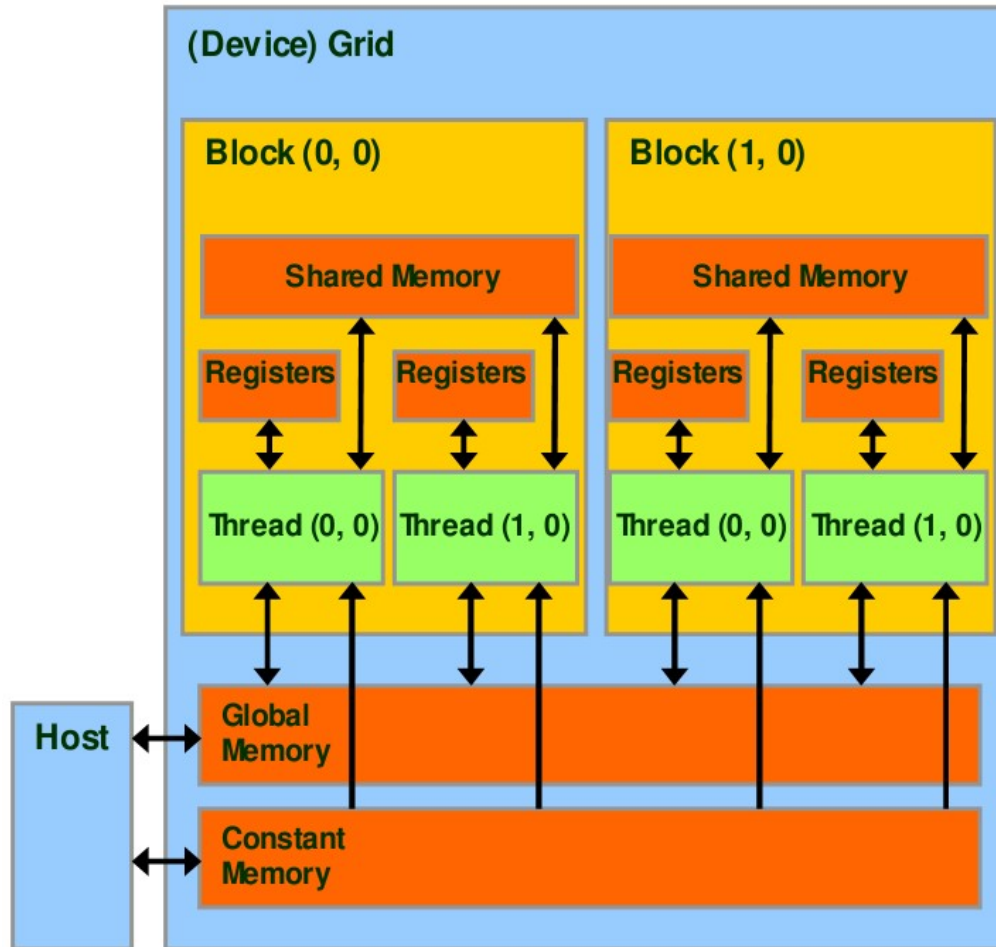 (Device) Grid
Block (0, 0)
Block (1, 0)
Shared Memory
Shared Memory
Registers
Registers
Registers
Registers
Thread (0, 0)
Thread (1, 0)
Thread (0, 0)
Thread (1, 0)
Host
Global
Memory
Constant
Memory